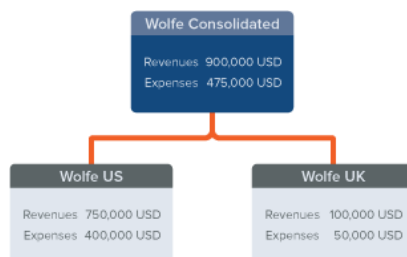 Wolfe Consolidated
Revenues 900,000 USD
Expenses 475,000 USD
Wolfe US
Revenues 750,000 USD
Expenses 400,000 USD
Wolfe UK
Revenues 100,000 USD
Expenses 50,000 USD